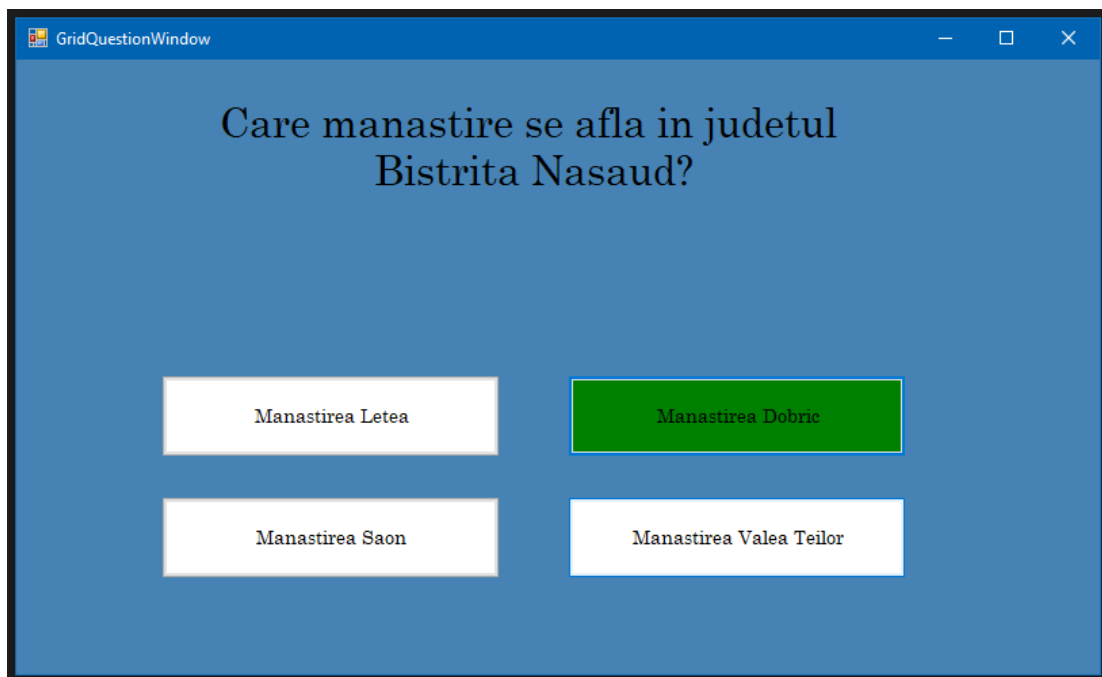 GridQuestionWindow
Care manastire se afla in judetul
Bistrita Nasaud?
Manastirea Letea
Manastirea Dobric
Manastirea Saon
Manastirea Valea Teilor